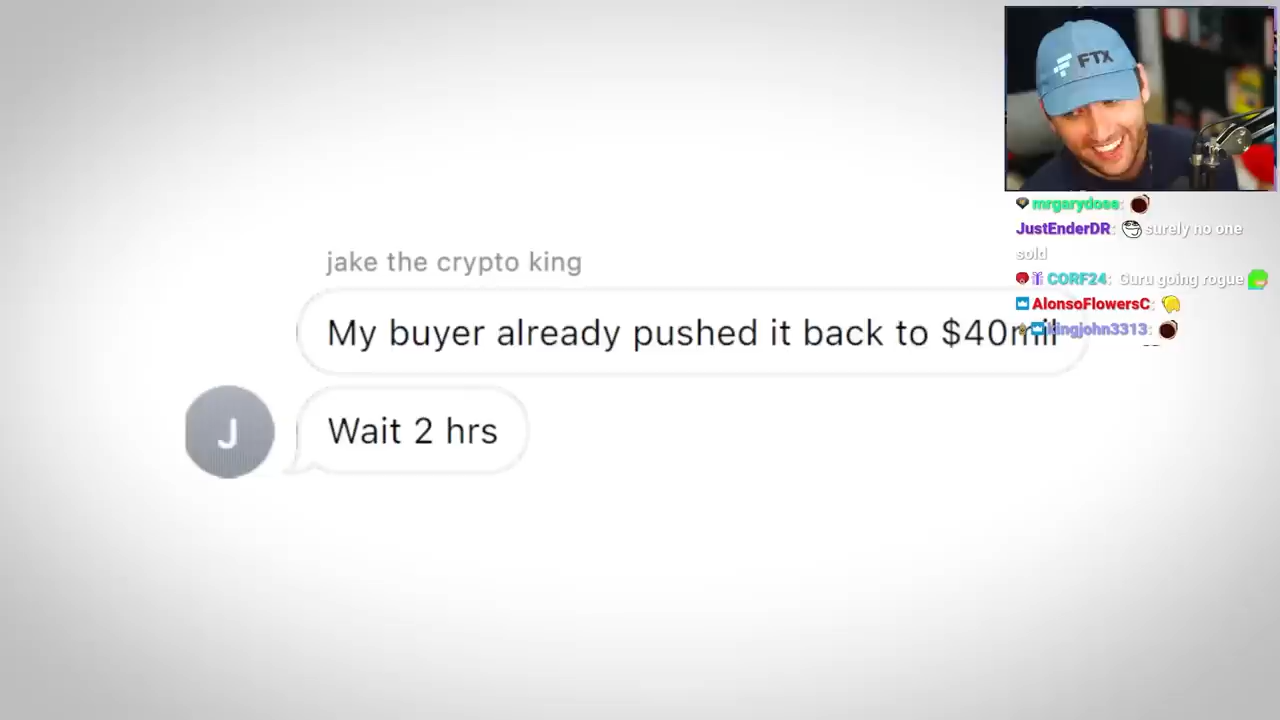 FTX
mrgarydose:
JustEnderDR: surely no one
sold
CORF24: Guru going rogue
AlonsoFlowersC:
kingjohn3313:
jake the crypto king
My buyer already pushed it back to $40mil
J
Wait 2 hrs